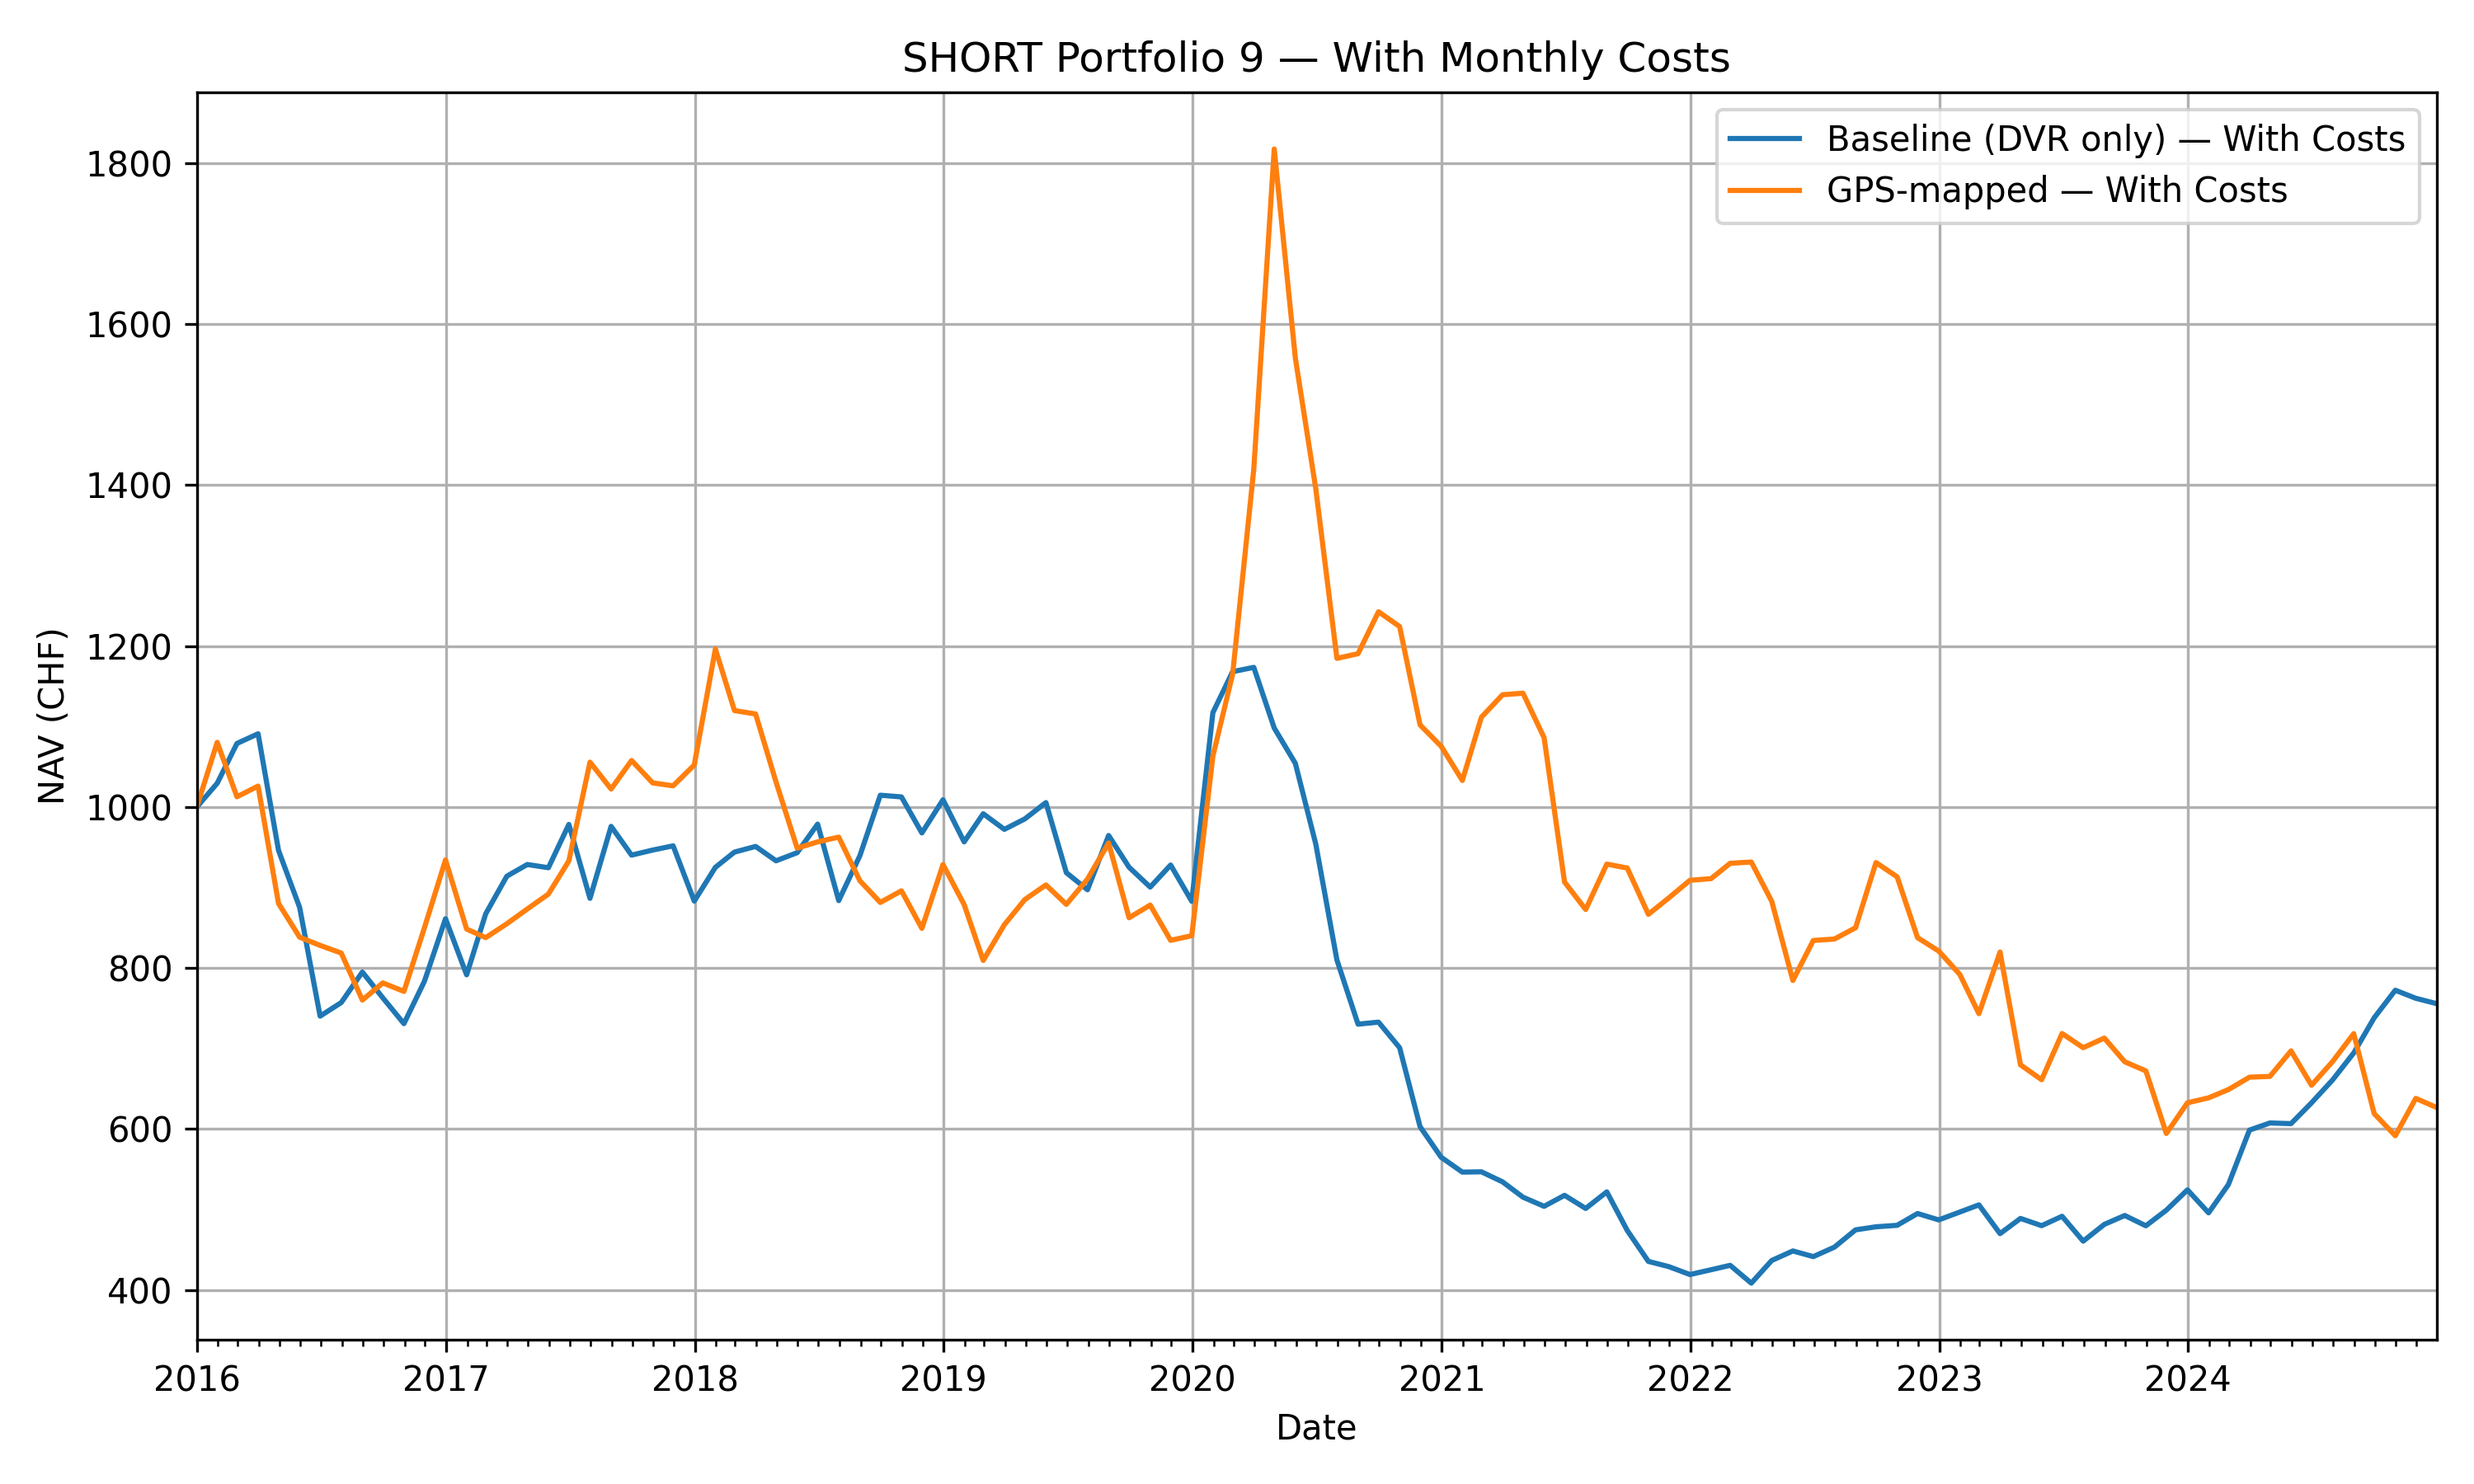 SHORT Portfolio 9 — With Monthly Costs
Baseline (DVR only) — With Costs
GPS-mapped — With Costs
NAV (CHF)
1800
1600
1400
1200
1000
800
600
400
2016 2017 2018 2019 2020 2021 2022 2023 2024
Date